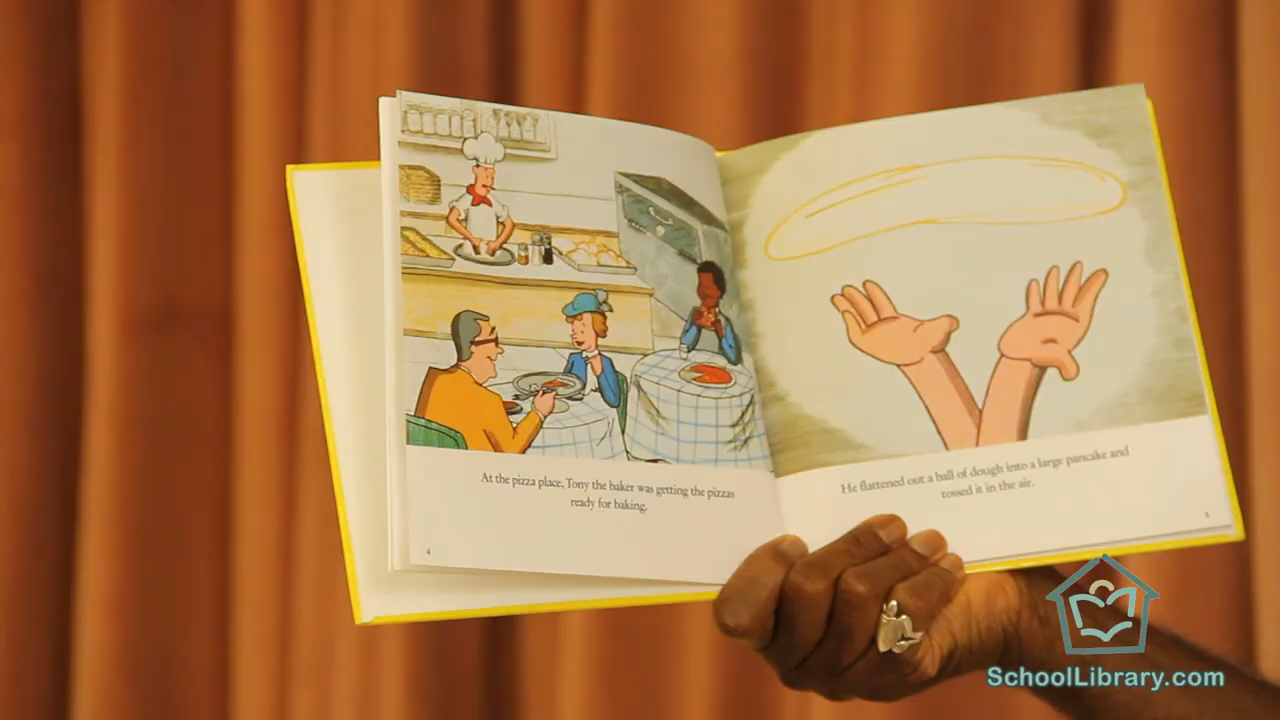 At the pizza place, Tony the baker was getting the pizzas
ready for baking.
4
He flattened out a ball of dough into a large pancake and
tossed it in the air.
5
SchoolLibrary.com